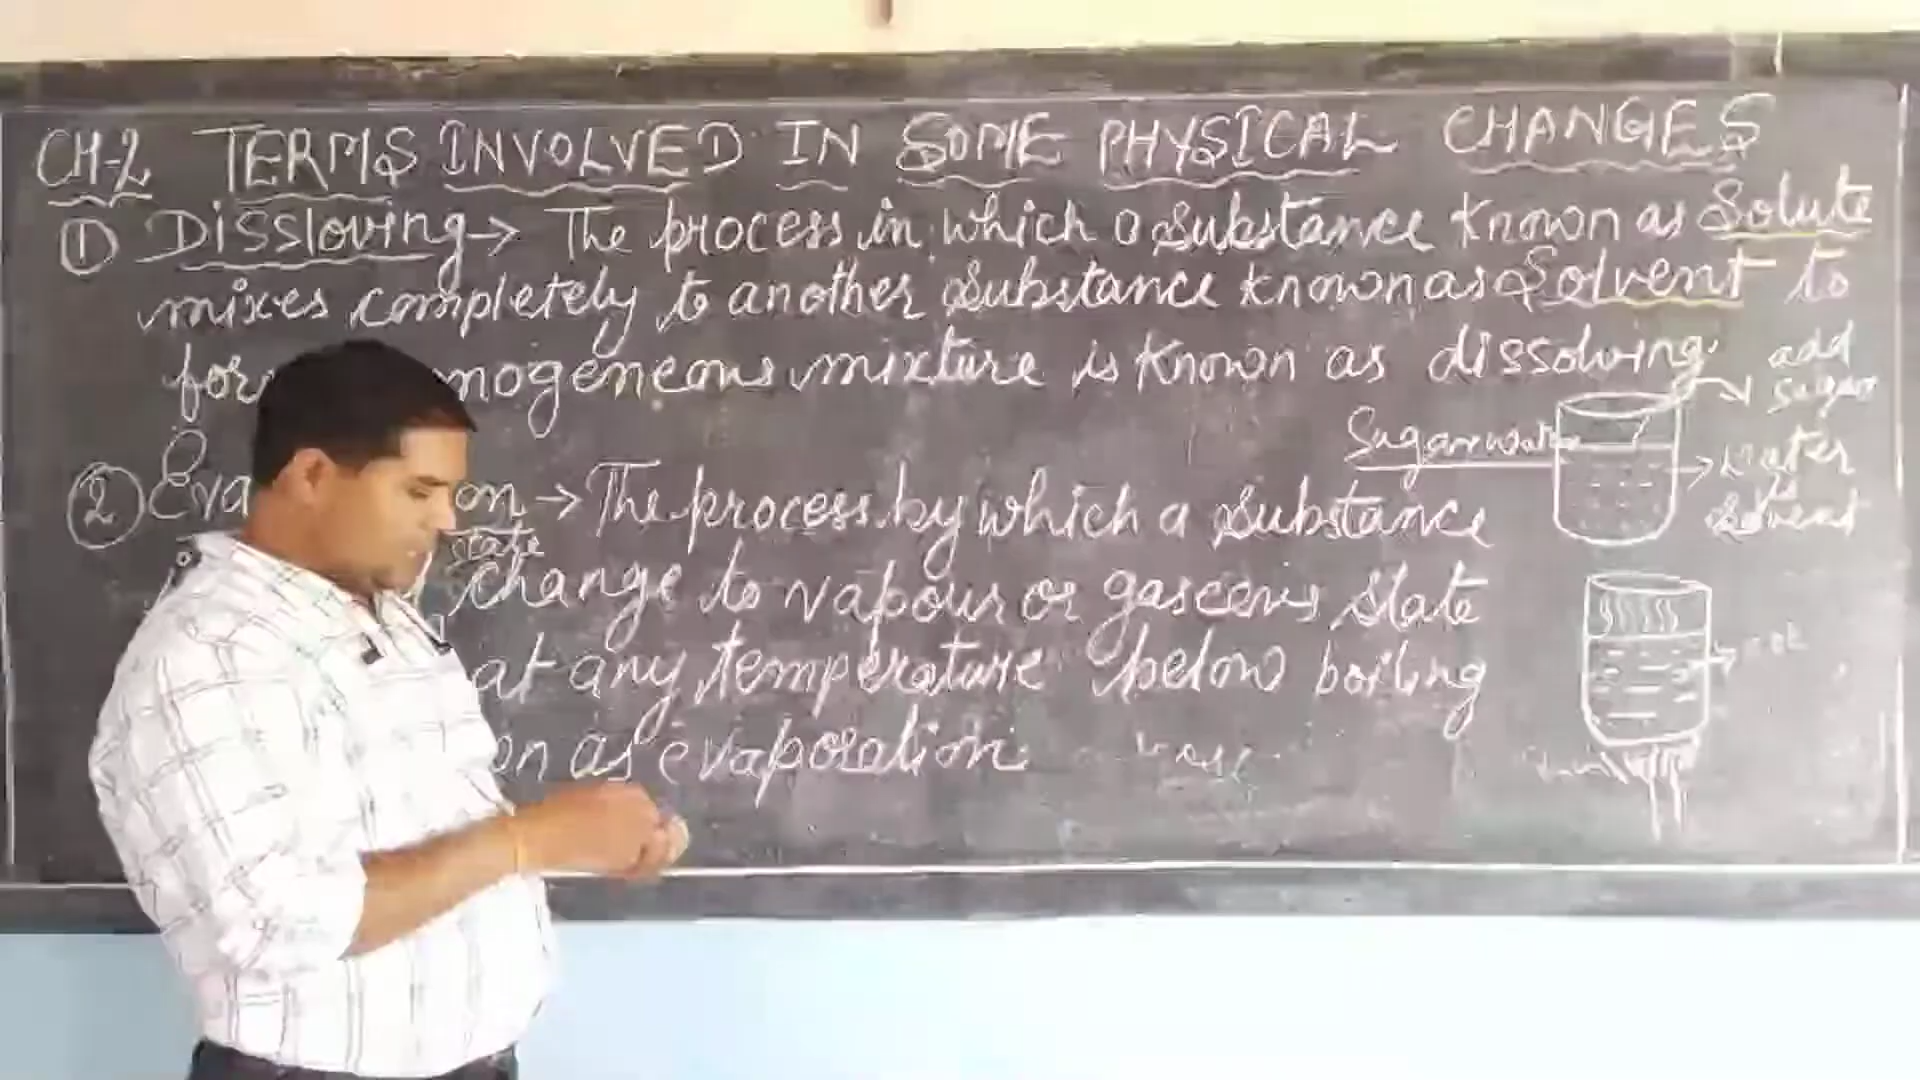 CH-2 TERMS INVOLVED IN SOME PHYSICAL CHANGES
① Dissloving → The process in which a substance known as Solute
mixes completely to another substance known as Solvent to
for mogeneous mixture is known as dissolving.
add
sugar
Sugar water
water
Solvent
② Eva on → The process by which a substance
state
change to vapour or gaseous state
at any temperature below boiling
on as evaporation